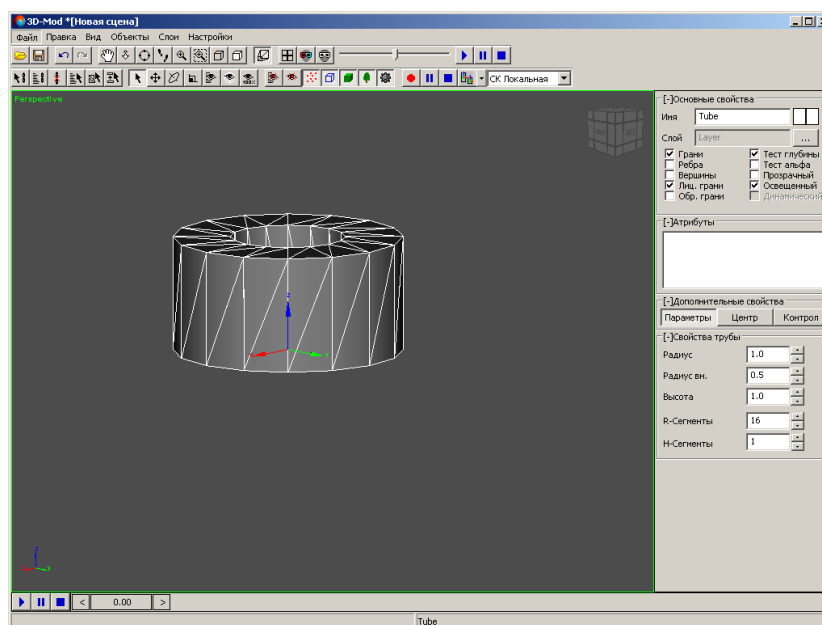 3D-Mod *[Новая сцена]
Файл Правка Вид Объекты Слои Настройки
СК Локальная
Perspective
[-]Основные свойства
Имя Tube
Слой Layer ...
Грани Тест глубины
Ребра Тест альфа
Вершины Прозрачный
Лиц. грани Освещенный
Обр. грани Динамический
[-]Атрибуты
[-]Дополнительные свойства
Параметры Центр Контрол
[-]Свойства трубы
Радиус 1.0
Радиус вн. 0.5
Высота 1.0
R-Сегменты 16
H-Сегменты 1
z
z
< 0.00 >
Tube